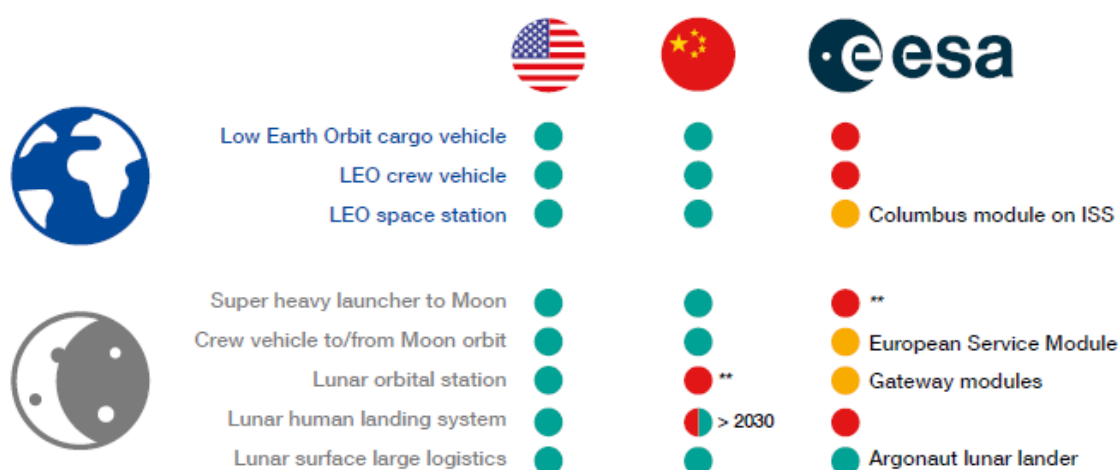 esa
Low Earth Orbit cargo vehicle
LEO crew vehicle
LEO space station Columbus module on ISS
Super heavy launcher to Moon **
Crew vehicle to/from Moon orbit European Service Module
Lunar orbital station ** Gateway modules
Lunar human landing system > 2030
Lunar surface large logistics Argonaut lunar lander